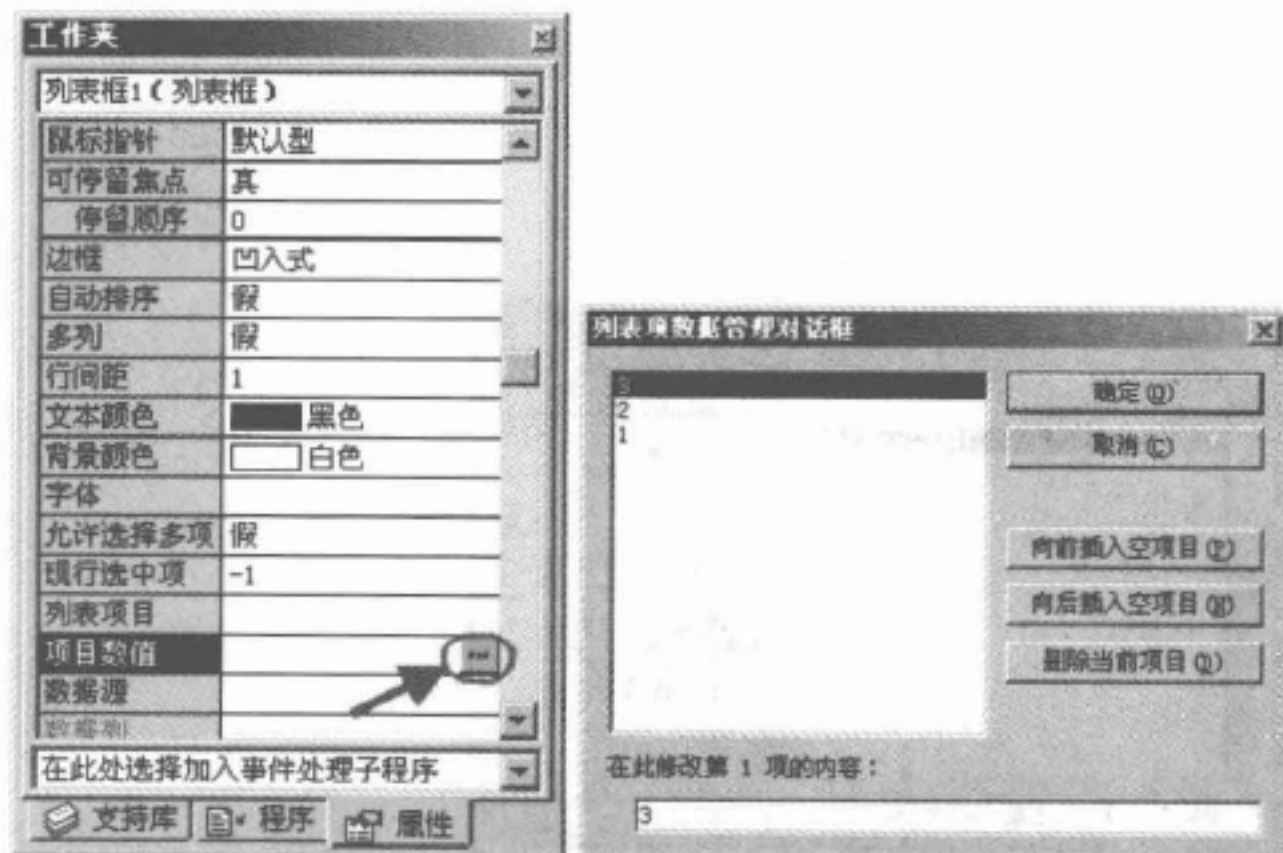 工作夹
列表框1(列表框)
鼠标指针 默认型
可停留焦点 真
停留顺序 0
边框 凹入式
自动排序 假
多列 假
行间距 1
文本颜色 黑色
背景颜色 白色
字体
允许选择多项 假
现行选中项 -1
列表项目
项目数值
数据源
数据列
在此处选择加入事件处理子程序
支持库 程序 属性
列表项数据管理对话框
3
2
1
确定(O)
取消(C)
向前插入空项目(P)
向后插入空项目(N)
删除当前项目(D)
在此修改第 1 项的内容:
3